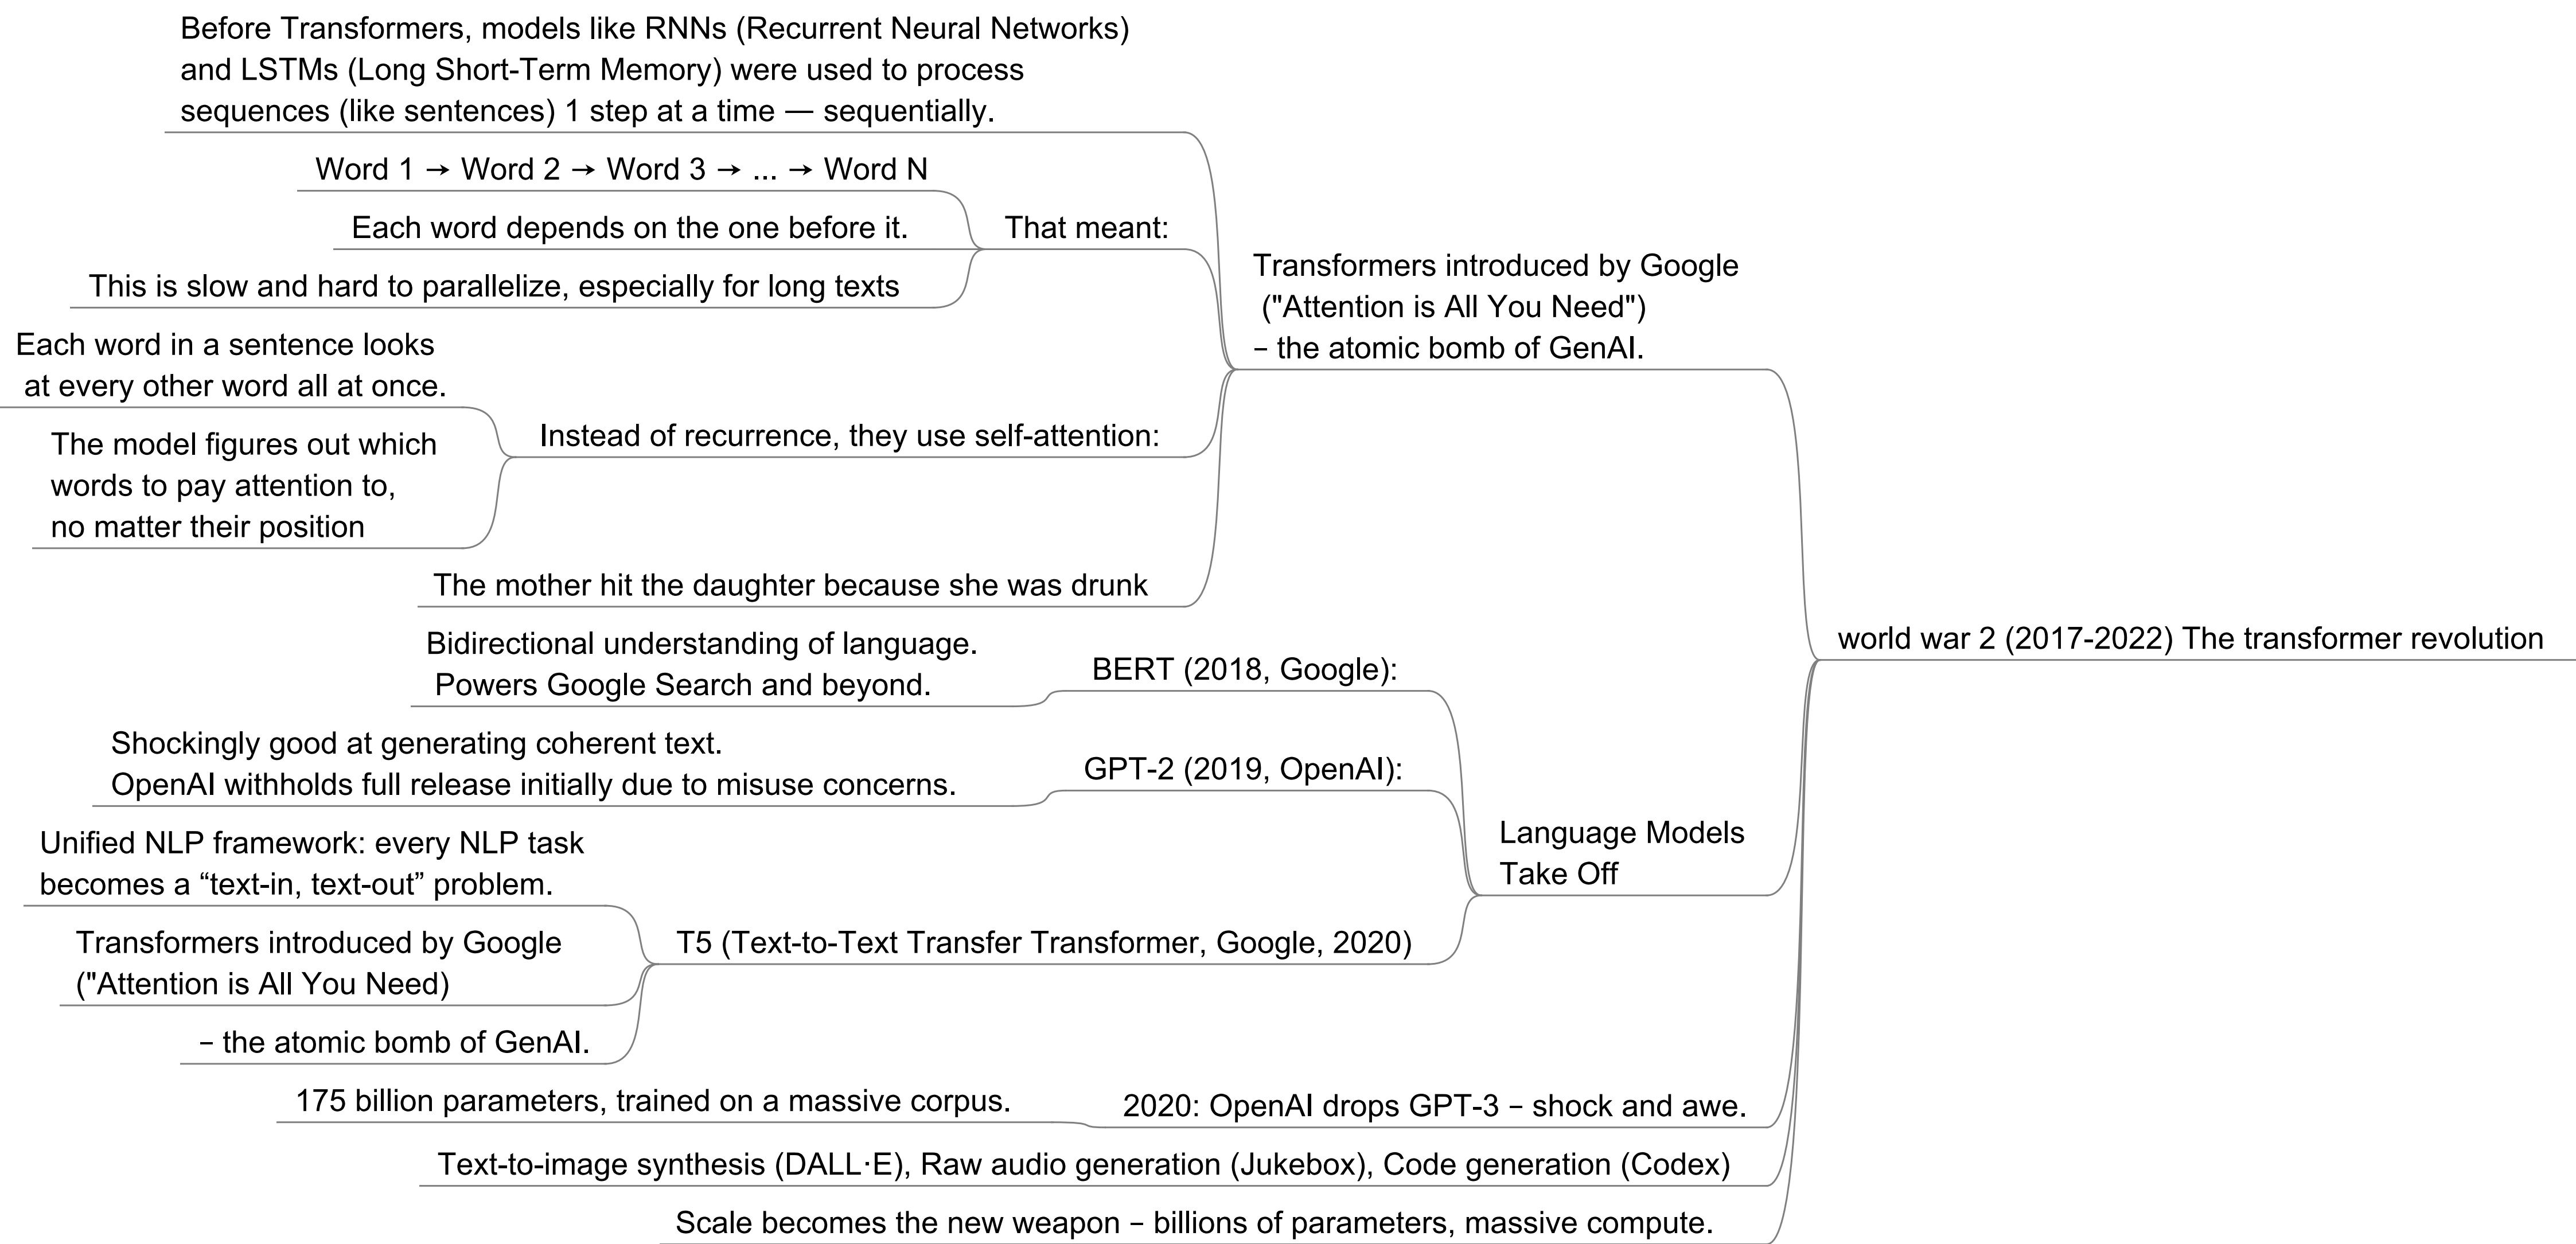 Before Transformers, models like RNNs (Recurrent Neural Networks)
and LSTMs (Long Short-Term Memory) were used to process
sequences (like sentences) 1 step at a time — sequentially.
Word 1 → Word 2 → Word 3 → ... → Word N
Each word depends on the one before it.
That meant:
This is slow and hard to parallelize, especially for long texts
Transformers introduced by Google
("Attention is All You Need")
– the atomic bomb of GenAI.
Each word in a sentence looks
at every other word all at once.
Instead of recurrence, they use self-attention:
The model figures out which
words to pay attention to,
no matter their position
The mother hit the daughter because she was drunk
world war 2 (2017-2022) The transformer revolution
Bidirectional understanding of language.
Powers Google Search and beyond.
BERT (2018, Google):
Shockingly good at generating coherent text.
OpenAI withholds full release initially due to misuse concerns.
GPT-2 (2019, OpenAI):
Language Models
Take Off
Unified NLP framework: every NLP task
becomes a “text-in, text-out” problem.
T5 (Text-to-Text Transfer Transformer, Google, 2020)
Transformers introduced by Google
("Attention is All You Need)
– the atomic bomb of GenAI.
175 billion parameters, trained on a massive corpus.
2020: OpenAI drops GPT-3 – shock and awe.
Text-to-image synthesis (DALL·E), Raw audio generation (Jukebox), Code generation (Codex)
Scale becomes the new weapon – billions of parameters, massive compute.